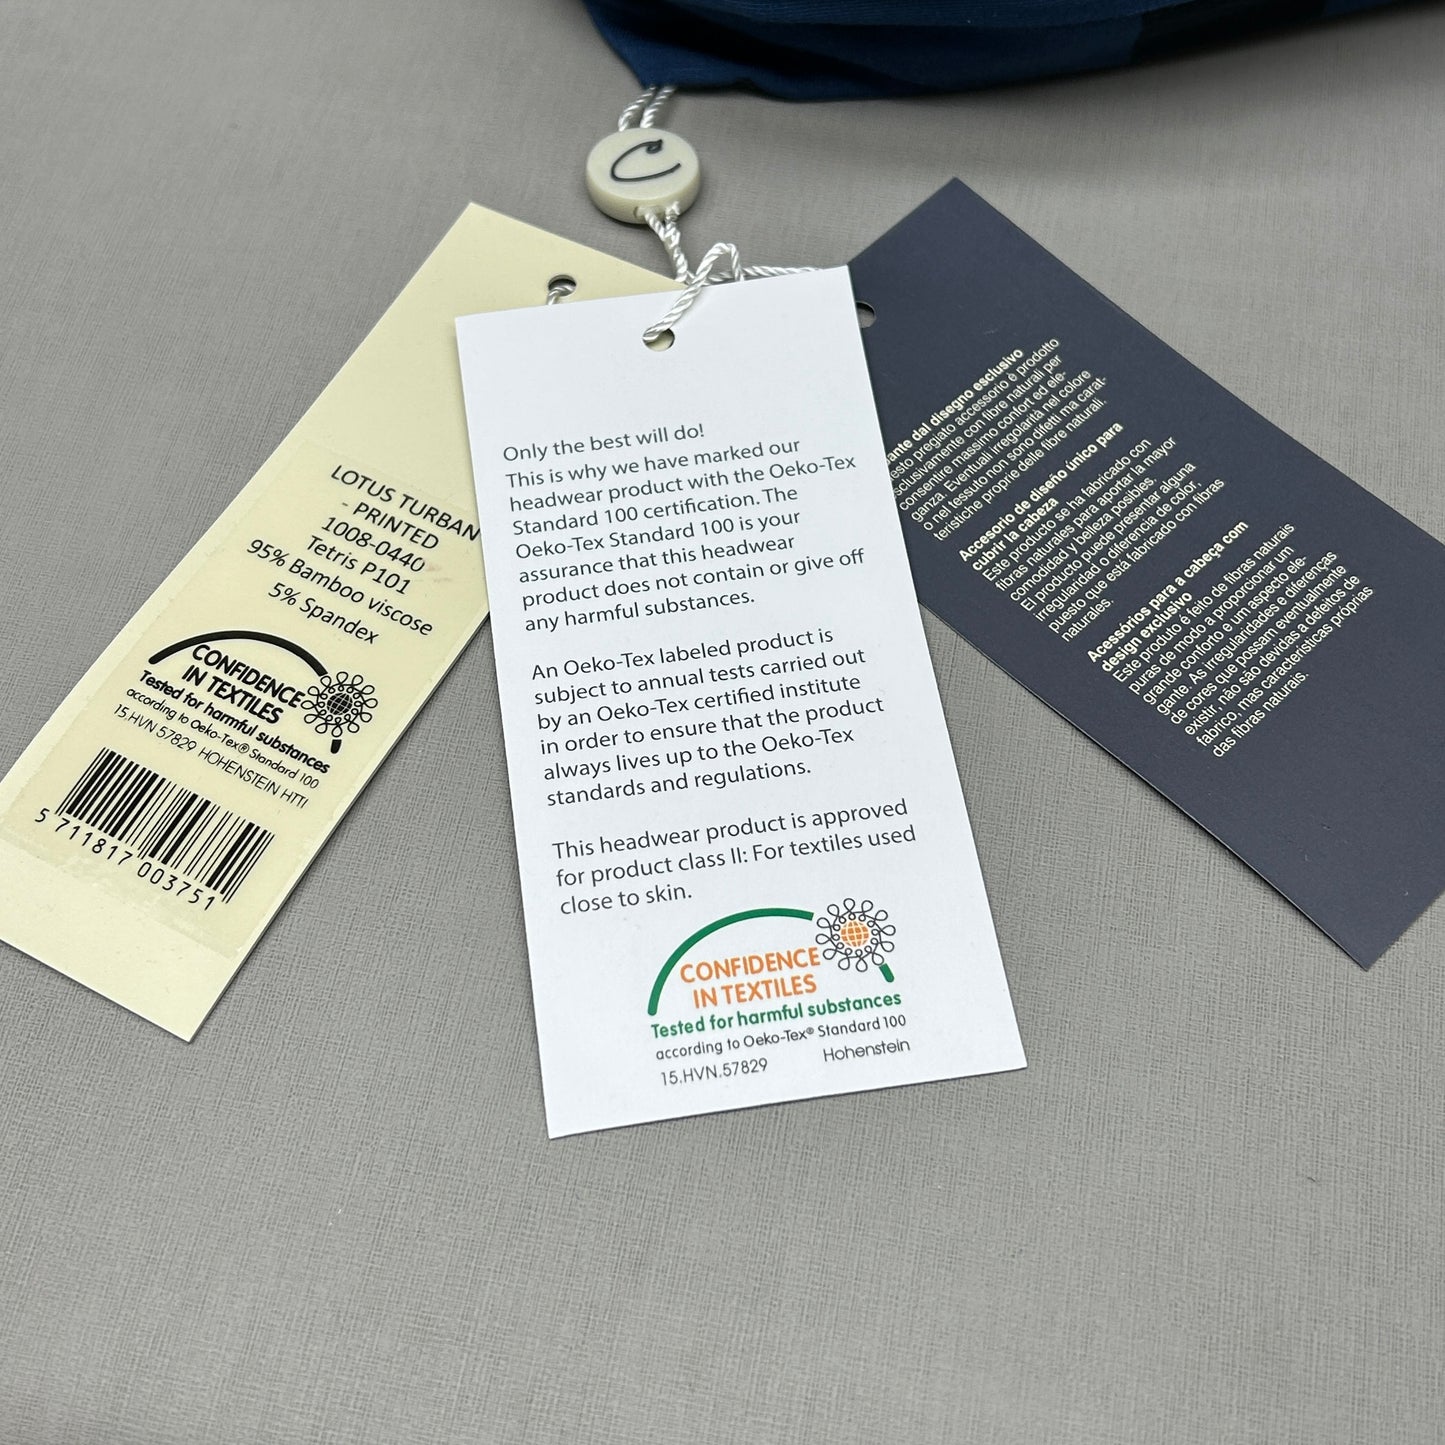 C
LOTUS TURBAN
- PRINTED
1008-0440
Tetris P101
95% Bamboo viscose
5% Spandex
CONFIDENCE
IN TEXTILES
Tested for harmful substances
according to Oeko-Tex® Standard 100
15.HVN 57829 HOHENSTEIN HTTI
5 711817 003751
Only the best will do!
This is why we have marked our
headwear product with the Oeko-Tex
Standard 100 certification. The
Oeko-Tex Standard 100 is your
assurance that this headwear
product does not contain or give off
any harmful substances.
An Oeko-Tex labeled product is
subject to annual tests carried out
by an Oeko-Tex certified institute
in order to ensure that the product
always lives up to the Oeko-Tex
standards and regulations.
This headwear product is approved
for product class II: For textiles used
close to skin.
CONFIDENCE
IN TEXTILES
Tested for harmful substances
according to Oeko-Tex® Standard 100
15.HVN.57829 Hohenstein
dal disegno esclusivo
pregiato accessorio è prodotto
con fibre naturali per
consentire massimo confort ed ele-
ganza. Eventuali irregolarità nel colore
o nel tessuto non sono difetti ma carat-
teristiche proprie delle fibre naturali.
Accesorio de diseño único para
cubrir la cabeza
Este producto se ha fabricado con
fibras naturales para aportar la mayor
comodidad y belleza posibles.
El producto puede presentar alguna
irregularidad o diferencia de color,
puesto que está fabricado con fibras
naturales.
Acessórios para a cabeça com
design exclusivo
Este produto é feito de fibras naturais
puras de modo a proporcionar um
grande conforto e um aspecto ele-
gante. As irregularidades e diferenças
de cores que possam eventualmente
existir, não são devidas a defeitos de
fabrico, mas características próprias
das fibras naturais.